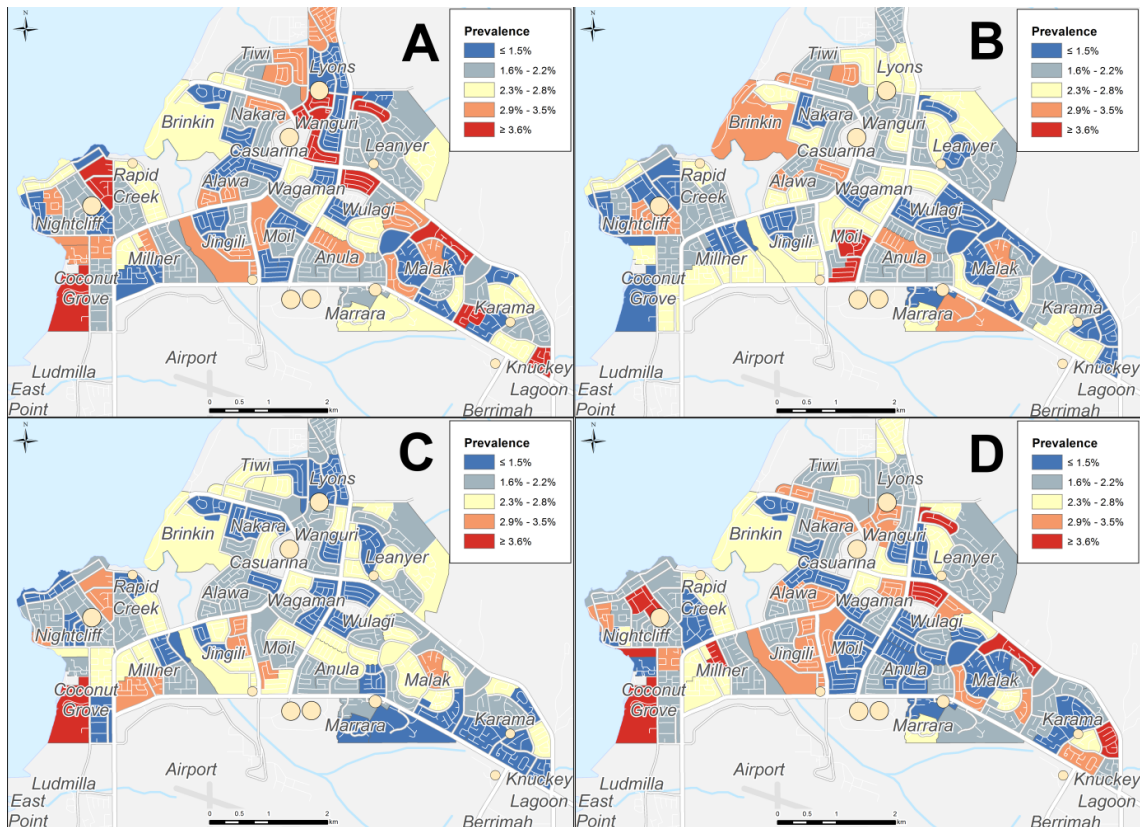 N
A
Prevalence
≤ 1.5%
1.6% - 2.2%
2.3% - 2.8%
2.9% - 3.5%
≥ 3.6%
Tiwi
Lyons
Brinkin
Nakara
Wanguri
Casuarina
Leanyer
Rapid
Creek
Alawa
Wagaman
Nightcliff
Wulagi
Jingili
Moil
Millner
Anula
Malak
Coconut
Grove
Karama
Marrara
Airport
Ludmilla
East
Point
Knuckey
Lagoon
Berrimah
0 0.5 1 2
km
N
B
Prevalence
≤ 1.5%
1.6% - 2.2%
2.3% - 2.8%
2.9% - 3.5%
≥ 3.6%
Tiwi
Lyons
Brinkin
Nakara
Wanguri
Casuarina
Leanyer
Rapid
Creek
Alawa
Wagaman
Nightcliff
Wulagi
Jingili
Moil
Millner
Anula
Malak
Coconut
Grove
Karama
Marrara
Airport
Ludmilla
East
Point
Knuckey
Lagoon
Berrimah
0 0.5 1 2
km
N
C
Prevalence
≤ 1.5%
1.6% - 2.2%
2.3% - 2.8%
2.9% - 3.5%
≥ 3.6%
Tiwi
Lyons
Brinkin
Nakara
Wanguri
Casuarina
Leanyer
Rapid
Creek
Alawa
Wagaman
Nightcliff
Wulagi
Jingili
Moil
Millner
Anula
Malak
Coconut
Grove
Karama
Marrara
Airport
Ludmilla
East
Point
Knuckey
Lagoon
Berrimah
0 0.5 1 2
km
N
D
Prevalence
≤ 1.5%
1.6% - 2.2%
2.3% - 2.8%
2.9% - 3.5%
≥ 3.6%
Tiwi
Lyons
Brinkin
Nakara
Wanguri
Casuarina
Leanyer
Rapid
Creek
Alawa
Wagaman
Nightcliff
Wulagi
Jingili
Moil
Millner
Anula
Malak
Coconut
Grove
Karama
Marrara
Airport
Ludmilla
East
Point
Knuckey
Lagoon
Berrimah
0 0.5 1 2
km